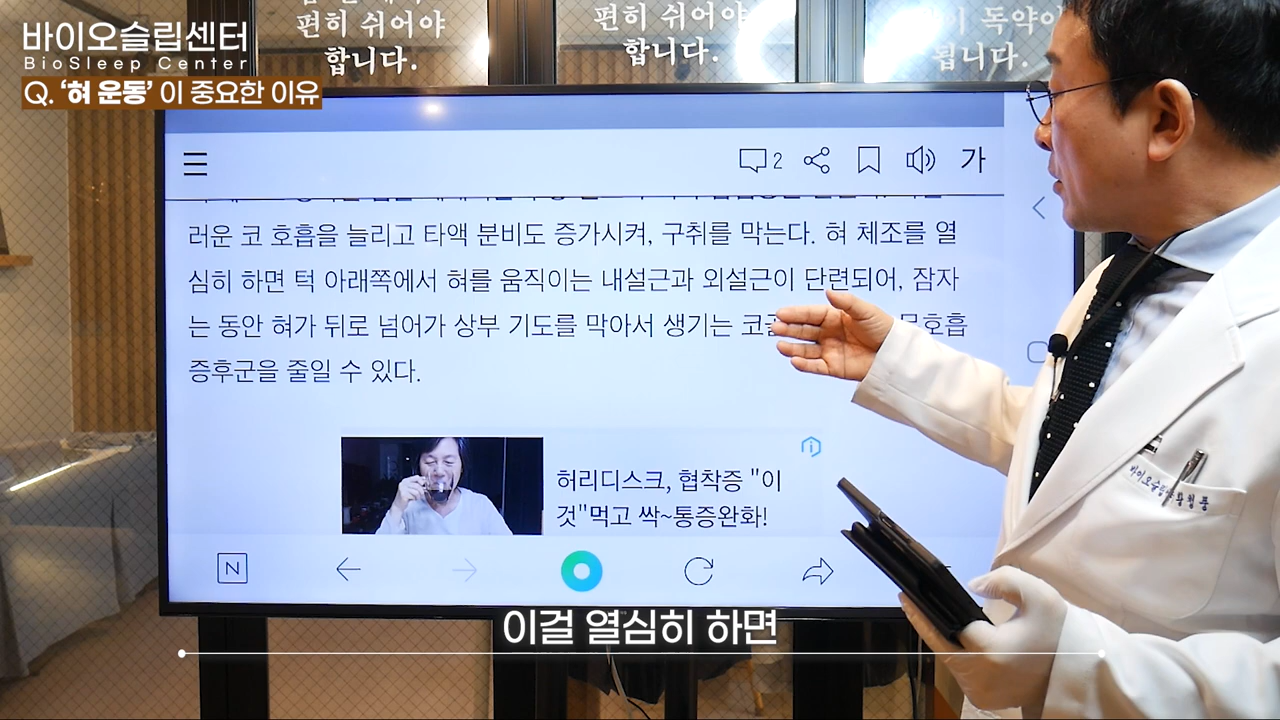 바이오슬립센터
BioSleep Center
Q. ‘혀 운동’ 이 중요한 이유
편히 쉬어야
합니다.
편히 쉬어야
합니다.
독약이
됩니다.
2
가
러운 코 호흡을 늘리고 타액 분비도 증가시켜, 구취를 막는다. 혀 체조를 열
심히 하면 턱 아래쪽에서 혀를 움직이는 내설근과 외설근이 단련되어, 잠자
는 동안 혀가 뒤로 넘어가 상부 기도를 막아서 생기는 코골 무호흡
증후군을 줄일 수 있다.
허리디스크, 협착증 "이
것"먹고 싹~통증완화!
N
이걸 열심히 하면